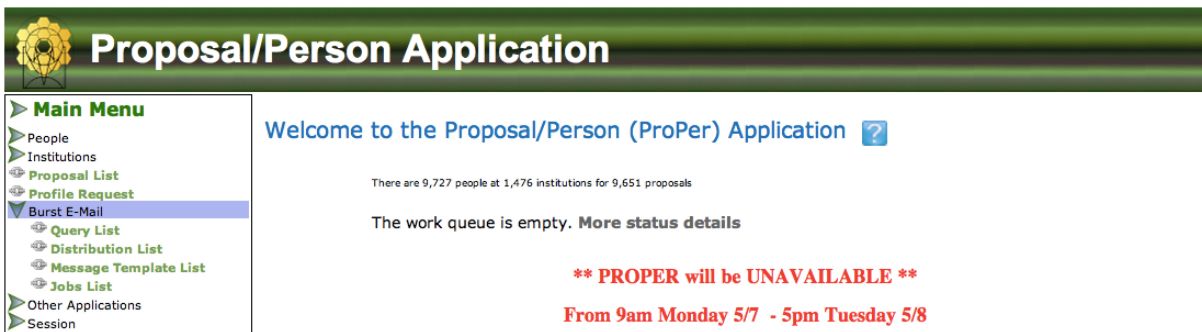 Proposal/Person Application
Main Menu
People
Institutions
Proposal List
Profile Request
Burst E-Mail
Query List
Distribution List
Message Template List
Jobs List
Other Applications
Session
Welcome to the Proposal/Person (ProPer) Application ?
There are 9,727 people at 1,476 institutions for 9,651 proposals
The work queue is empty. More status details
** PROPER will be UNAVAILABLE **
From 9am Monday 5/7 - 5pm Tuesday 5/8